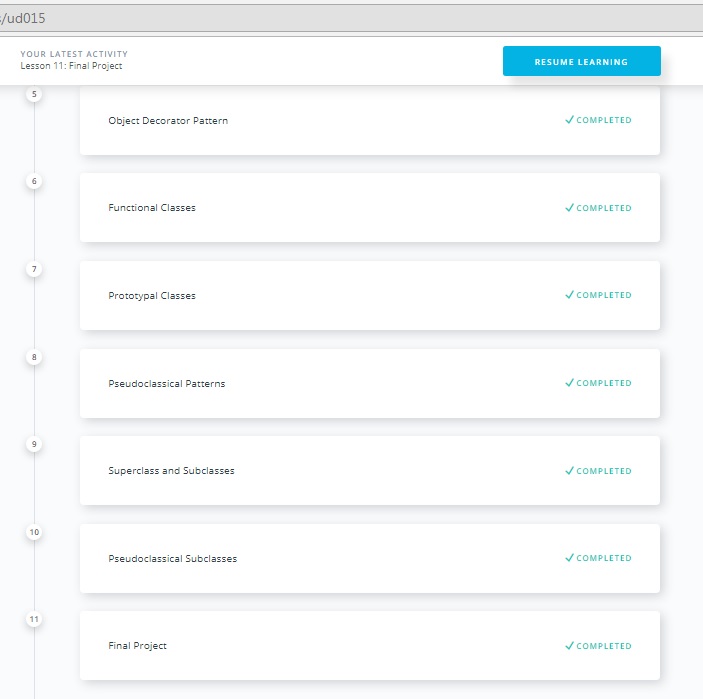 s/ud015
YOUR LATEST ACTIVITY
Lesson 11: Final Project
RESUME LEARNING
5
Object Decorator Pattern
COMPLETED
6
Functional Classes
COMPLETED
7
Prototypal Classes
COMPLETED
8
Pseudoclassical Patterns
COMPLETED
9
Superclass and Subclasses
COMPLETED
10
Pseudoclassical Subclasses
COMPLETED
11
Final Project
COMPLETED